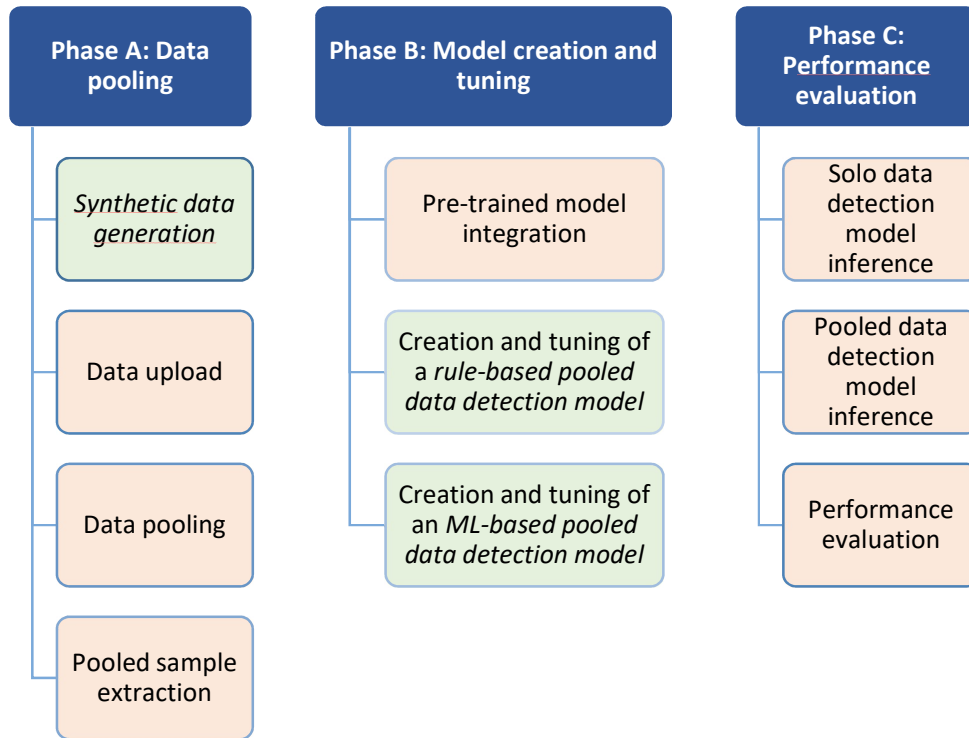 Phase A: Data
pooling
Synthetic data
generation
Data upload
Data pooling
Pooled sample
extraction
Phase B: Model creation and
tuning
Pre-trained model
integration
Creation and tuning of
a rule-based pooled
data detection model
Creation and tuning of
an ML-based pooled
data detection model
Phase C:
Performance
evaluation
Solo data
detection
model
inference
Pooled data
detection
model
inference
Performance
evaluation